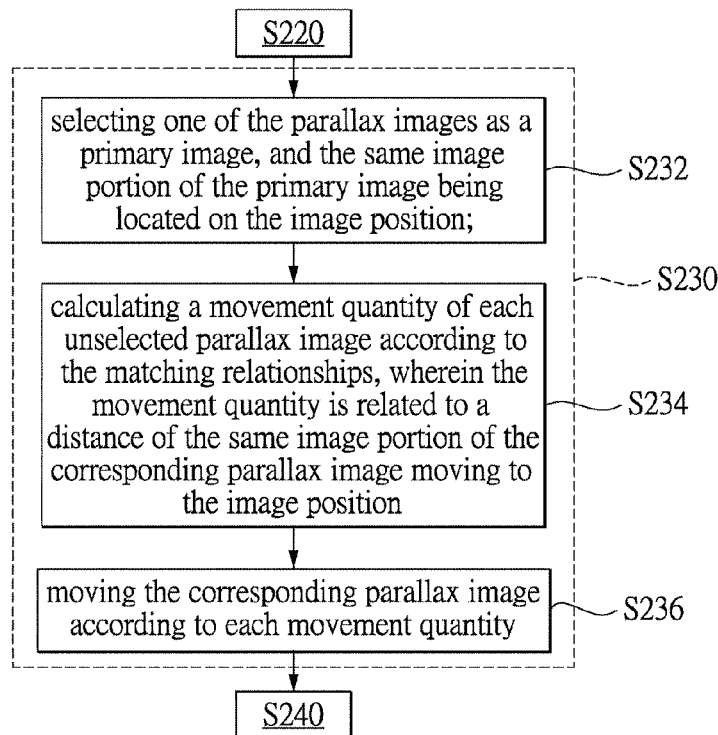 S220
selecting one of the parallax images as a
primary image, and the same image
portion of the primary image being
located on the image position;
S232
S230
calculating a movement quantity of each
unselected parallax image according to
the matching relationships, wherein the
movement quantity is related to a
distance of the same image portion of the
corresponding parallax image moving to
the image position
S234
moving the corresponding parallax image
according to each movement quantity
S236
S240